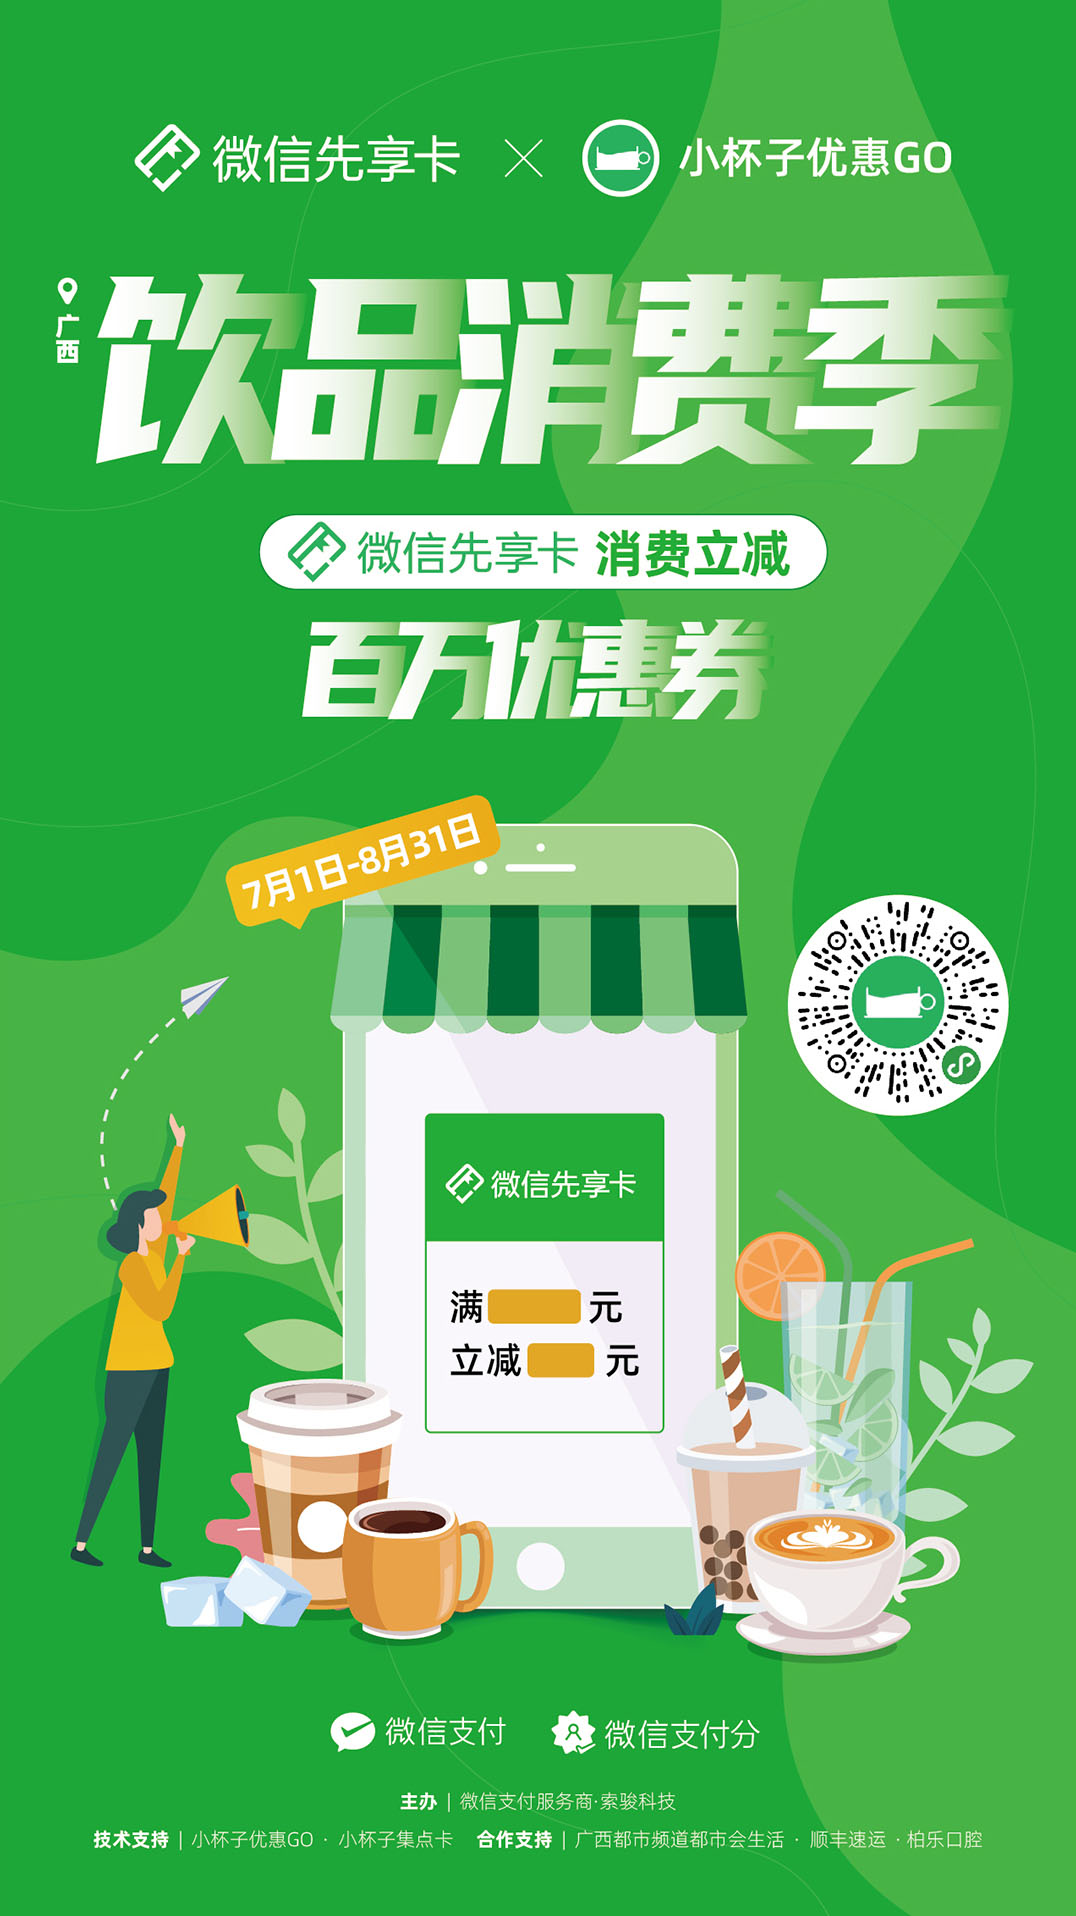 微信先享卡
小杯子优惠GO
广西
饮品消费季
微信先享卡 消费立减
百万优惠券
7月1日-8月31日
微信先享卡
满 元
立减 元
微信支付 微信支付分
主办 | 微信支付服务商·索骏科技
技术支持 | 小杯子优惠GO · 小杯子集点卡 合作支持 | 广西都市频道都市会生活 · 顺丰速运 · 柏乐口腔